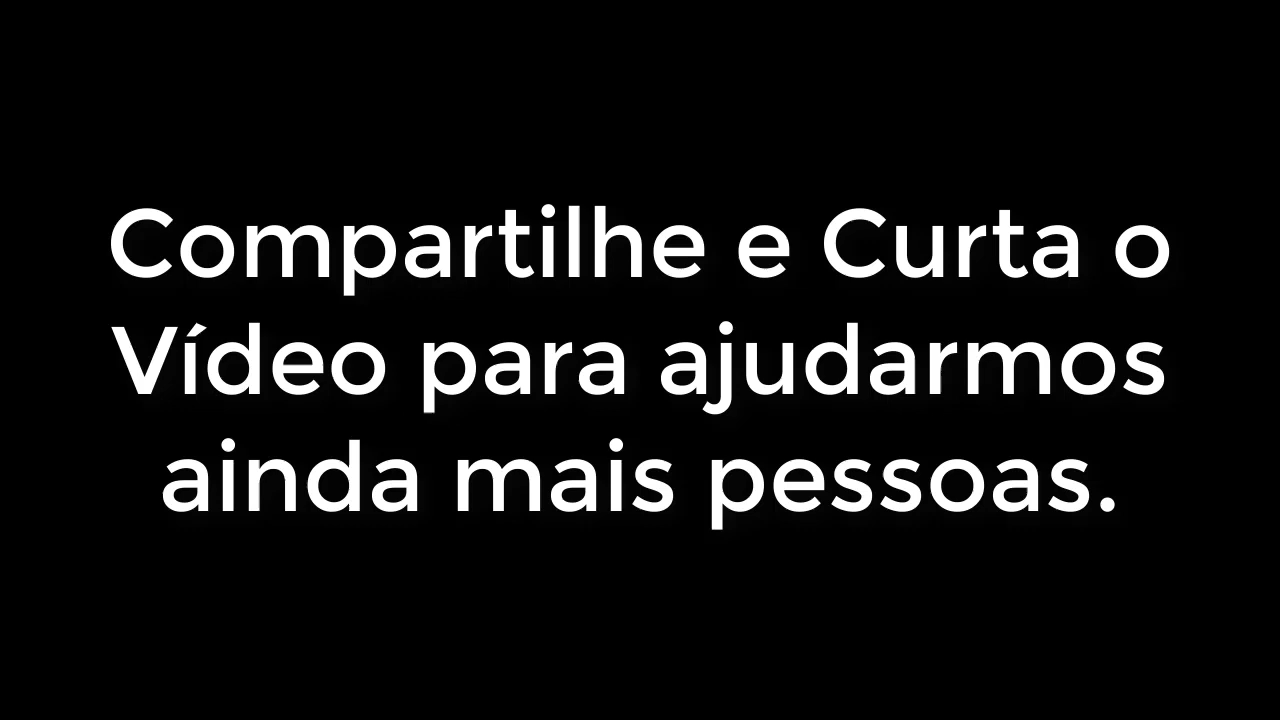 Compartilhe e Curta o
Vídeo para ajudarmos
ainda mais pessoas.